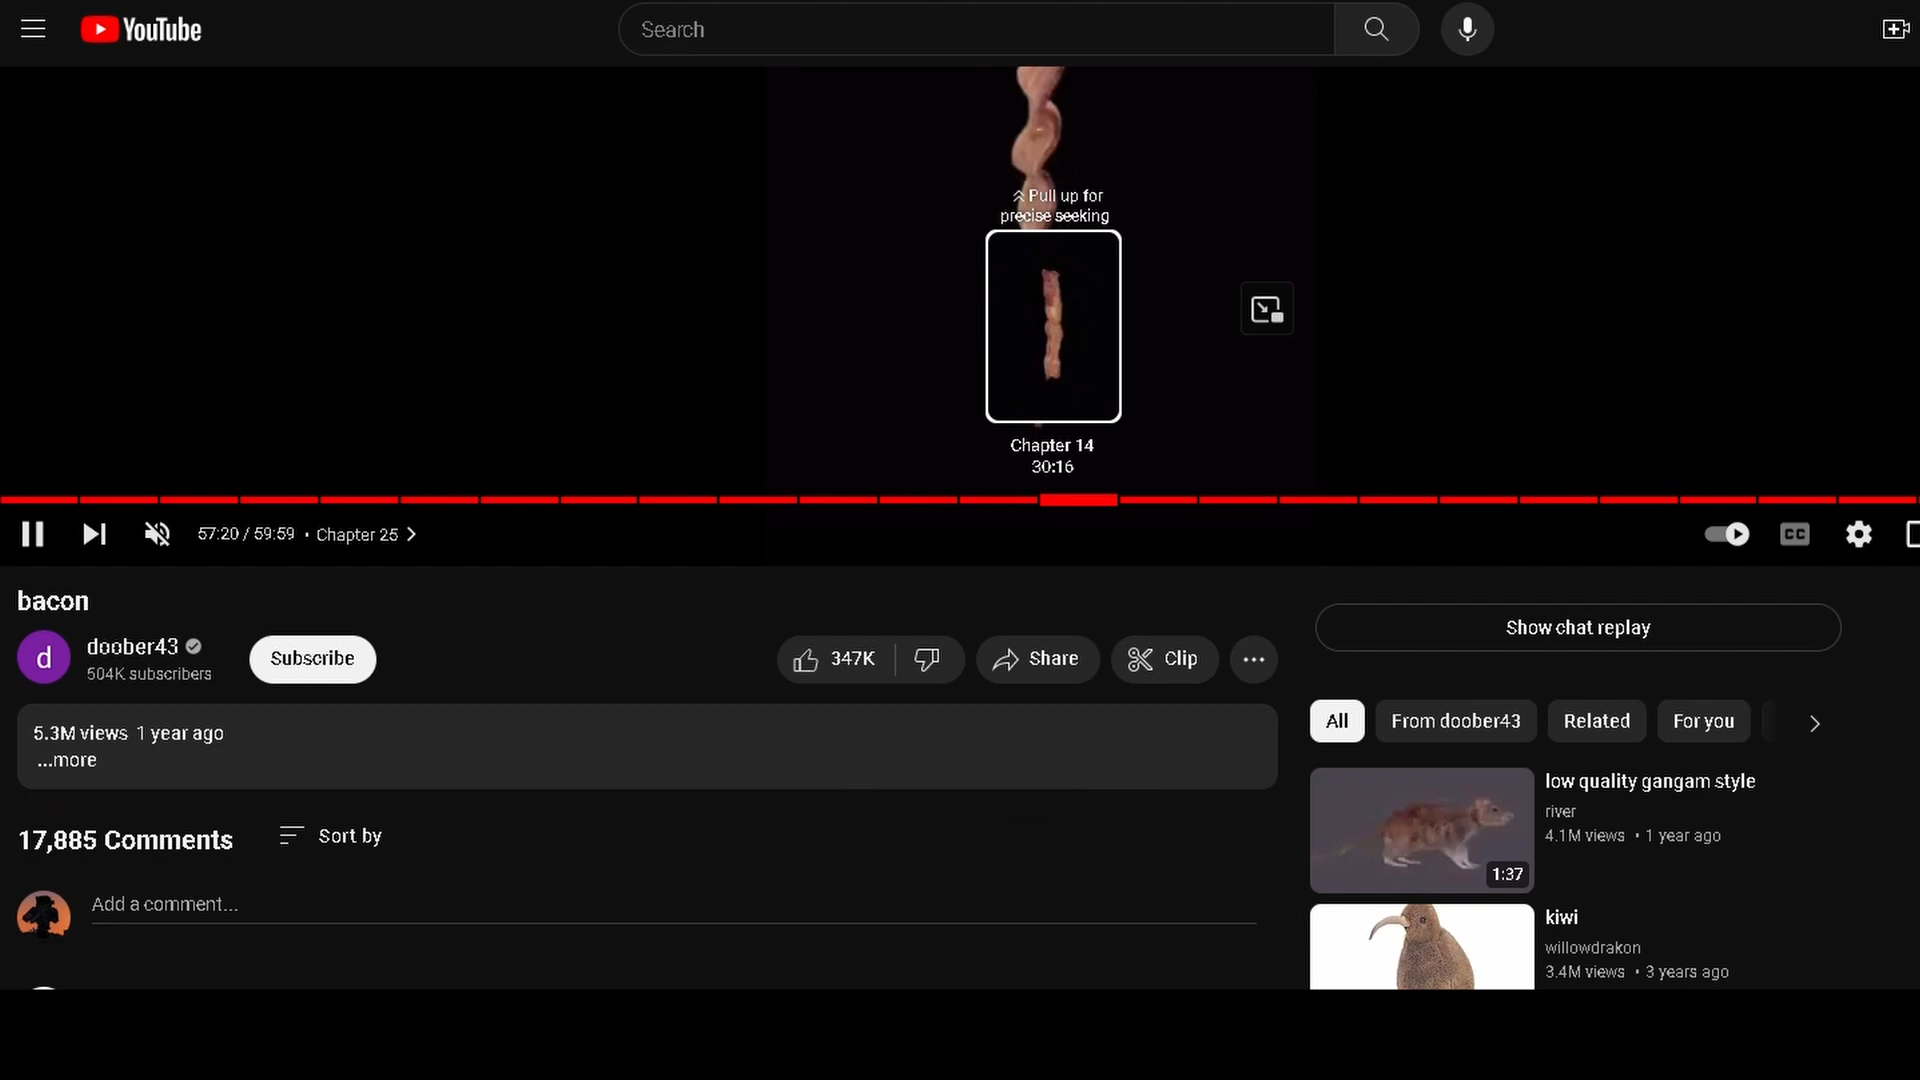 YouTube
Search
Pull up for
precise seeking
Chapter 14
30:16
57:20 / 59:59 • Chapter 25
CC
bacon
d
doober43
504K subscribers
Subscribe
347K
Share
Clip
Show chat replay
5.3M views 1 year ago
...more
All
From doober43
Related
For you
17,885 Comments
Sort by
Add a comment...
low quality gangam style
river
4.1M views • 1 year ago
1:37
kiwi
willowdrakon
3.4M views • 3 years ago